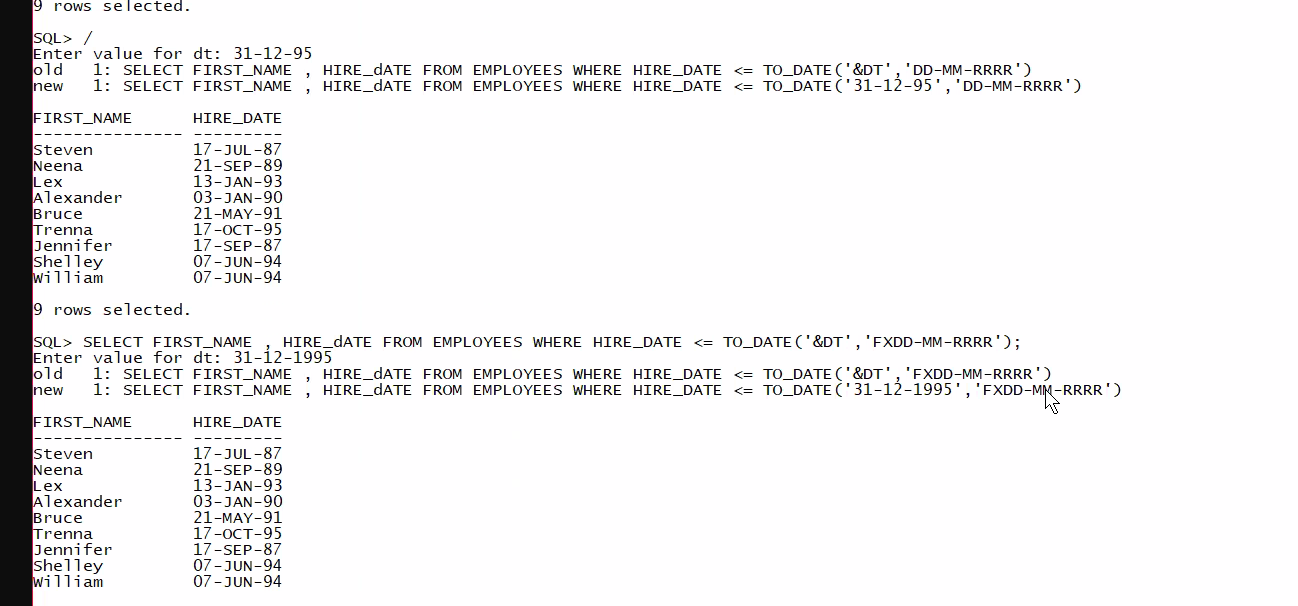 9 rows selected.
SQL> /
Enter value for dt: 31-12-95
old   1: SELECT FIRST_NAME , HIRE_dATE FROM EMPLOYEES WHERE HIRE_DATE <= TO_DATE('&DT','DD-MM-RRRR')
new   1: SELECT FIRST_NAME , HIRE_dATE FROM EMPLOYEES WHERE HIRE_DATE <= TO_DATE('31-12-95','DD-MM-RRRR')
FIRST_NAME      HIRE_DATE
--------------- ---------
Steven          17-JUL-87
Neena           21-SEP-89
Lex             13-JAN-93
Alexander       03-JAN-90
Bruce           21-MAY-91
Trenna          17-OCT-95
Jennifer        17-SEP-87
Shelley         07-JUN-94
William         07-JUN-94
9 rows selected.
SQL> SELECT FIRST_NAME , HIRE_dATE FROM EMPLOYEES WHERE HIRE_DATE <= TO_DATE('&DT','FXDD-MM-RRRR');
Enter value for dt: 31-12-1995
old   1: SELECT FIRST_NAME , HIRE_dATE FROM EMPLOYEES WHERE HIRE_DATE <= TO_DATE('&DT','FXDD-MM-RRRR')
new   1: SELECT FIRST_NAME , HIRE_dATE FROM EMPLOYEES WHERE HIRE_DATE <= TO_DATE('31-12-1995','FXDD-MM-RRRR')
FIRST_NAME      HIRE_DATE
--------------- ---------
Steven          17-JUL-87
Neena           21-SEP-89
Lex             13-JAN-93
Alexander       03-JAN-90
Bruce           21-MAY-91
Trenna          17-OCT-95
Jennifer        17-SEP-87
Shelley         07-JUN-94
William         07-JUN-94